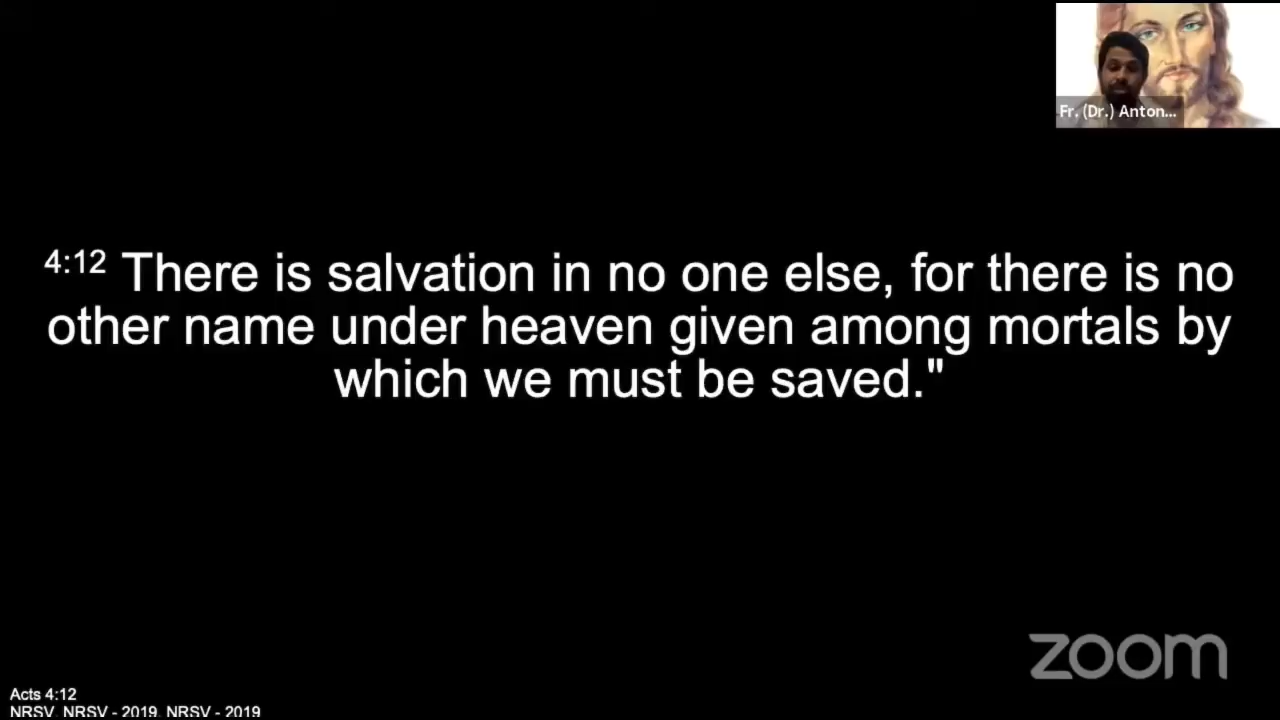 Fr. (Dr.) Anton...
4:12 There is salvation in no one else, for there is no
other name under heaven given among mortals by
which we must be saved."
zoom
Acts 4:12
NRSV, NRSV - 2019, NRSV - 2019